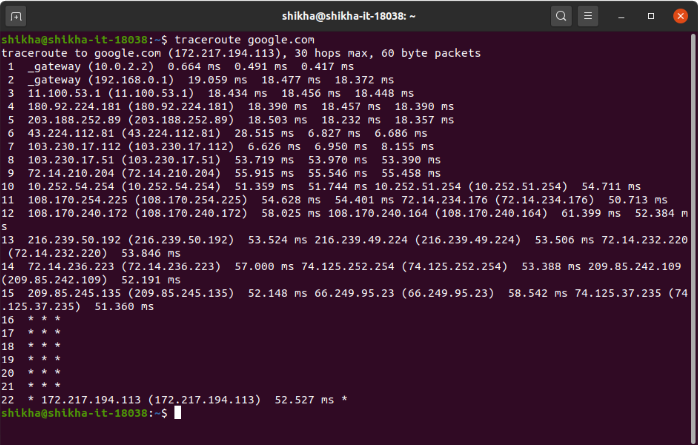 shikha@shikha-it-18038: ~
shikha@shikha-it-18038:~$ traceroute google.com
traceroute to google.com (172.217.194.113), 30 hops max, 60 byte packets
 1  _gateway (10.0.2.2)  0.664 ms  0.491 ms  0.417 ms
 2  _gateway (192.168.0.1)  19.059 ms  18.477 ms  18.372 ms
 3  11.100.53.1 (11.100.53.1)  18.434 ms  18.456 ms  18.448 ms
 4  180.92.224.181 (180.92.224.181)  18.390 ms  18.457 ms  18.390 ms
 5  203.188.252.89 (203.188.252.89)  18.503 ms  18.232 ms  18.357 ms
 6  43.224.112.81 (43.224.112.81)  28.515 ms  6.827 ms  6.686 ms
 7  103.230.17.112 (103.230.17.112)  6.626 ms  6.950 ms  8.155 ms
 8  103.230.17.51 (103.230.17.51)  53.719 ms  53.970 ms  53.390 ms
 9  72.14.210.204 (72.14.210.204)  55.915 ms  55.546 ms  55.458 ms
10  10.252.54.254 (10.252.54.254)  51.359 ms  51.744 ms 10.252.51.254 (10.252.51.254)  54.711 ms
11  108.170.254.225 (108.170.254.225)  54.628 ms  54.401 ms 72.14.234.176 (72.14.234.176)  50.713 ms
12  108.170.240.172 (108.170.240.172)  58.025 ms 108.170.240.164 (108.170.240.164)  61.399 ms  52.384 m
s
13  216.239.50.192 (216.239.50.192)  53.524 ms 216.239.49.224 (216.239.49.224)  53.506 ms 72.14.232.220
 (72.14.232.220)  53.846 ms
14  72.14.236.223 (72.14.236.223)  57.000 ms 74.125.252.254 (74.125.252.254)  53.388 ms 209.85.242.109
(209.85.242.109)  52.191 ms
15  209.85.245.135 (209.85.245.135)  52.148 ms 66.249.95.23 (66.249.95.23)  58.542 ms 74.125.37.235 (74
.125.37.235)  51.360 ms
16  * * *
17  * * *
18  * * *
19  * * *
20  * * *
21  * * *
22  * 172.217.194.113 (172.217.194.113)  52.527 ms *
shikha@shikha-it-18038:~$